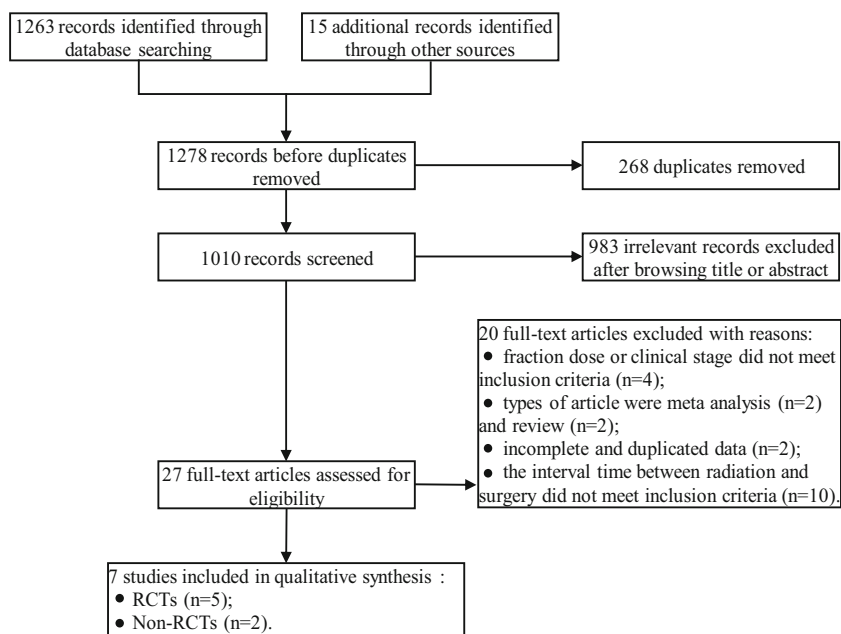 1263 records identified through
database searching
15 additional records identified
through other sources
1278 records before duplicates
removed
268 duplicates removed
1010 records screened
983 irrelevant records excluded
after browsing title or abstract
20 full-text articles excluded with reasons:
● fraction dose or clinical stage did not meet
inclusion criteria (n=4);
● types of article were meta analysis (n=2)
and review (n=2);
● incomplete and duplicated data (n=2);
● the interval time between radiation and
surgery did not meet inclusion criteria (n=10).
27 full-text articles assessed for
eligibility
7 studies included in qualitative synthesis :
● RCTs (n=5);
● Non-RCTs (n=2).